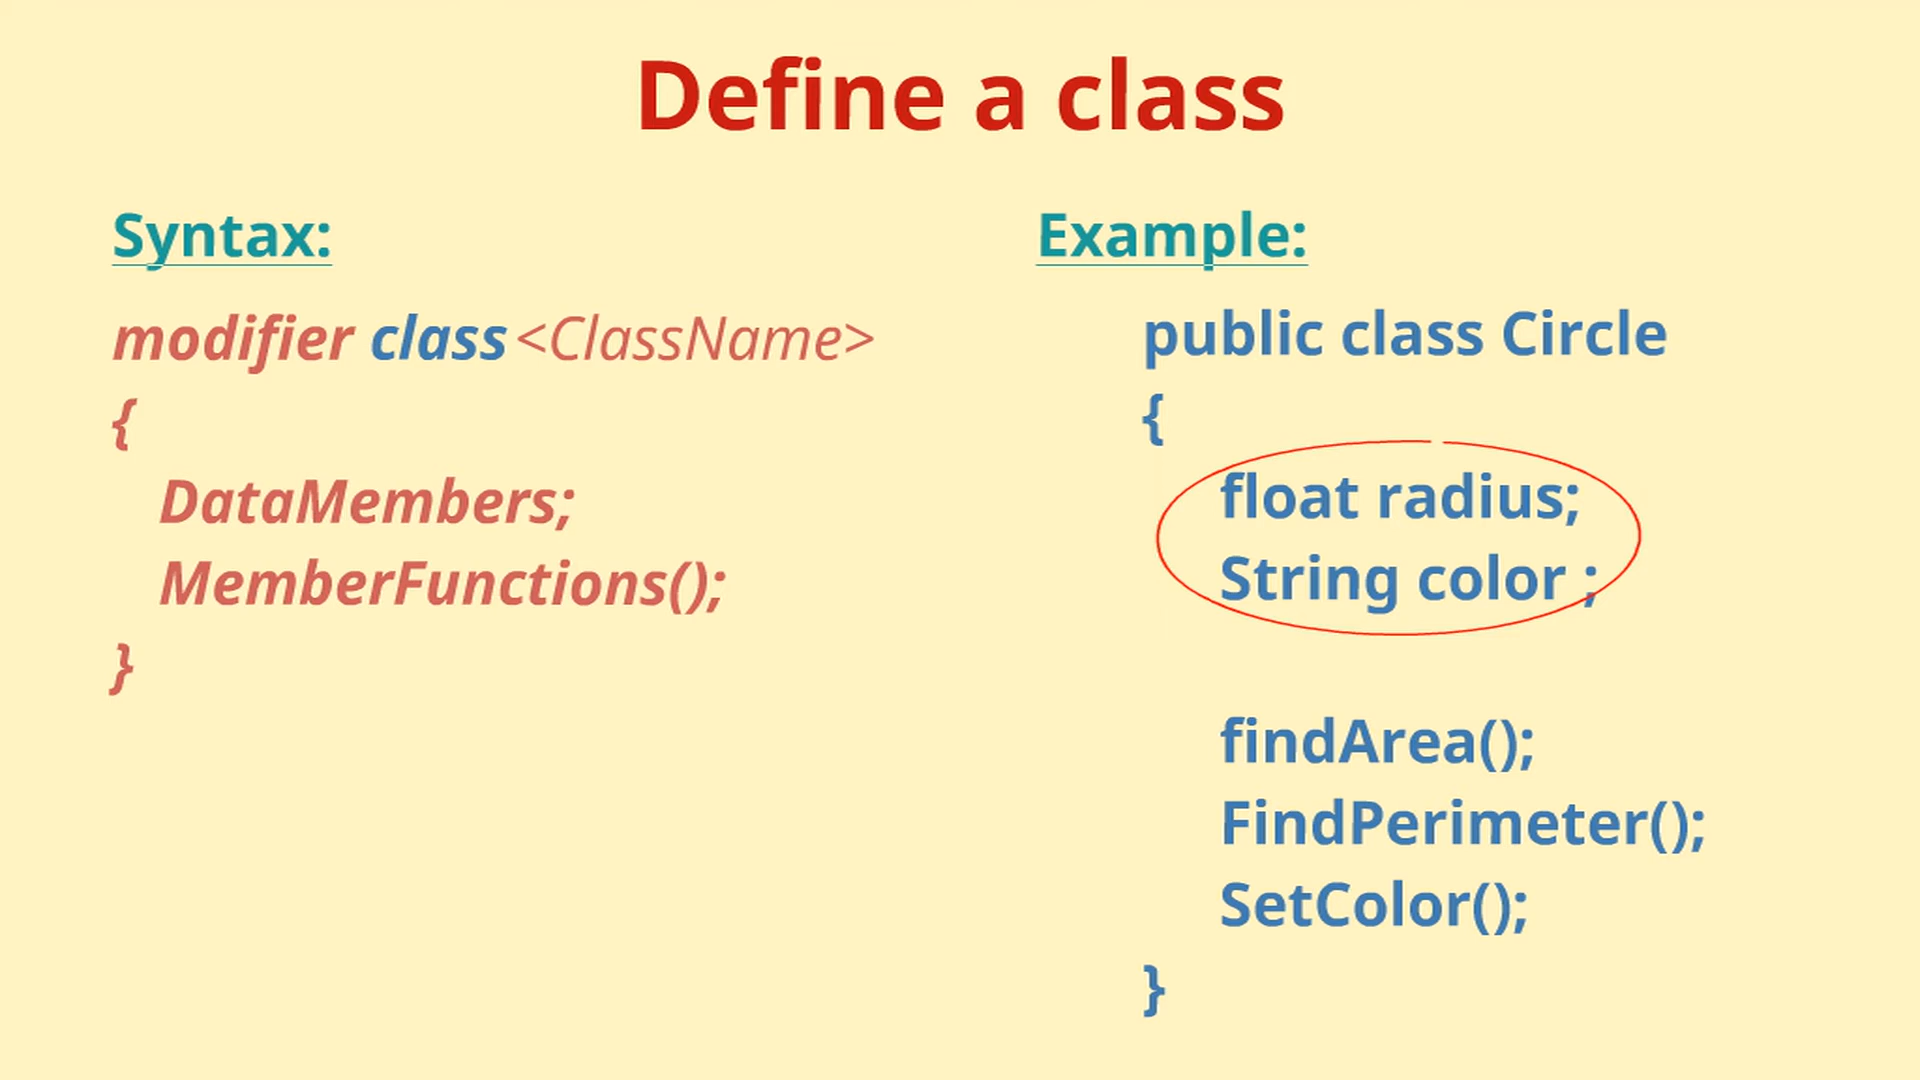 Define a class
Syntax:
modifier class <ClassName>
{
DataMembers;
MemberFunctions();
}
Example:
public class Circle
{
float radius;
String color ;
findArea();
FindPerimeter();
SetColor();
}